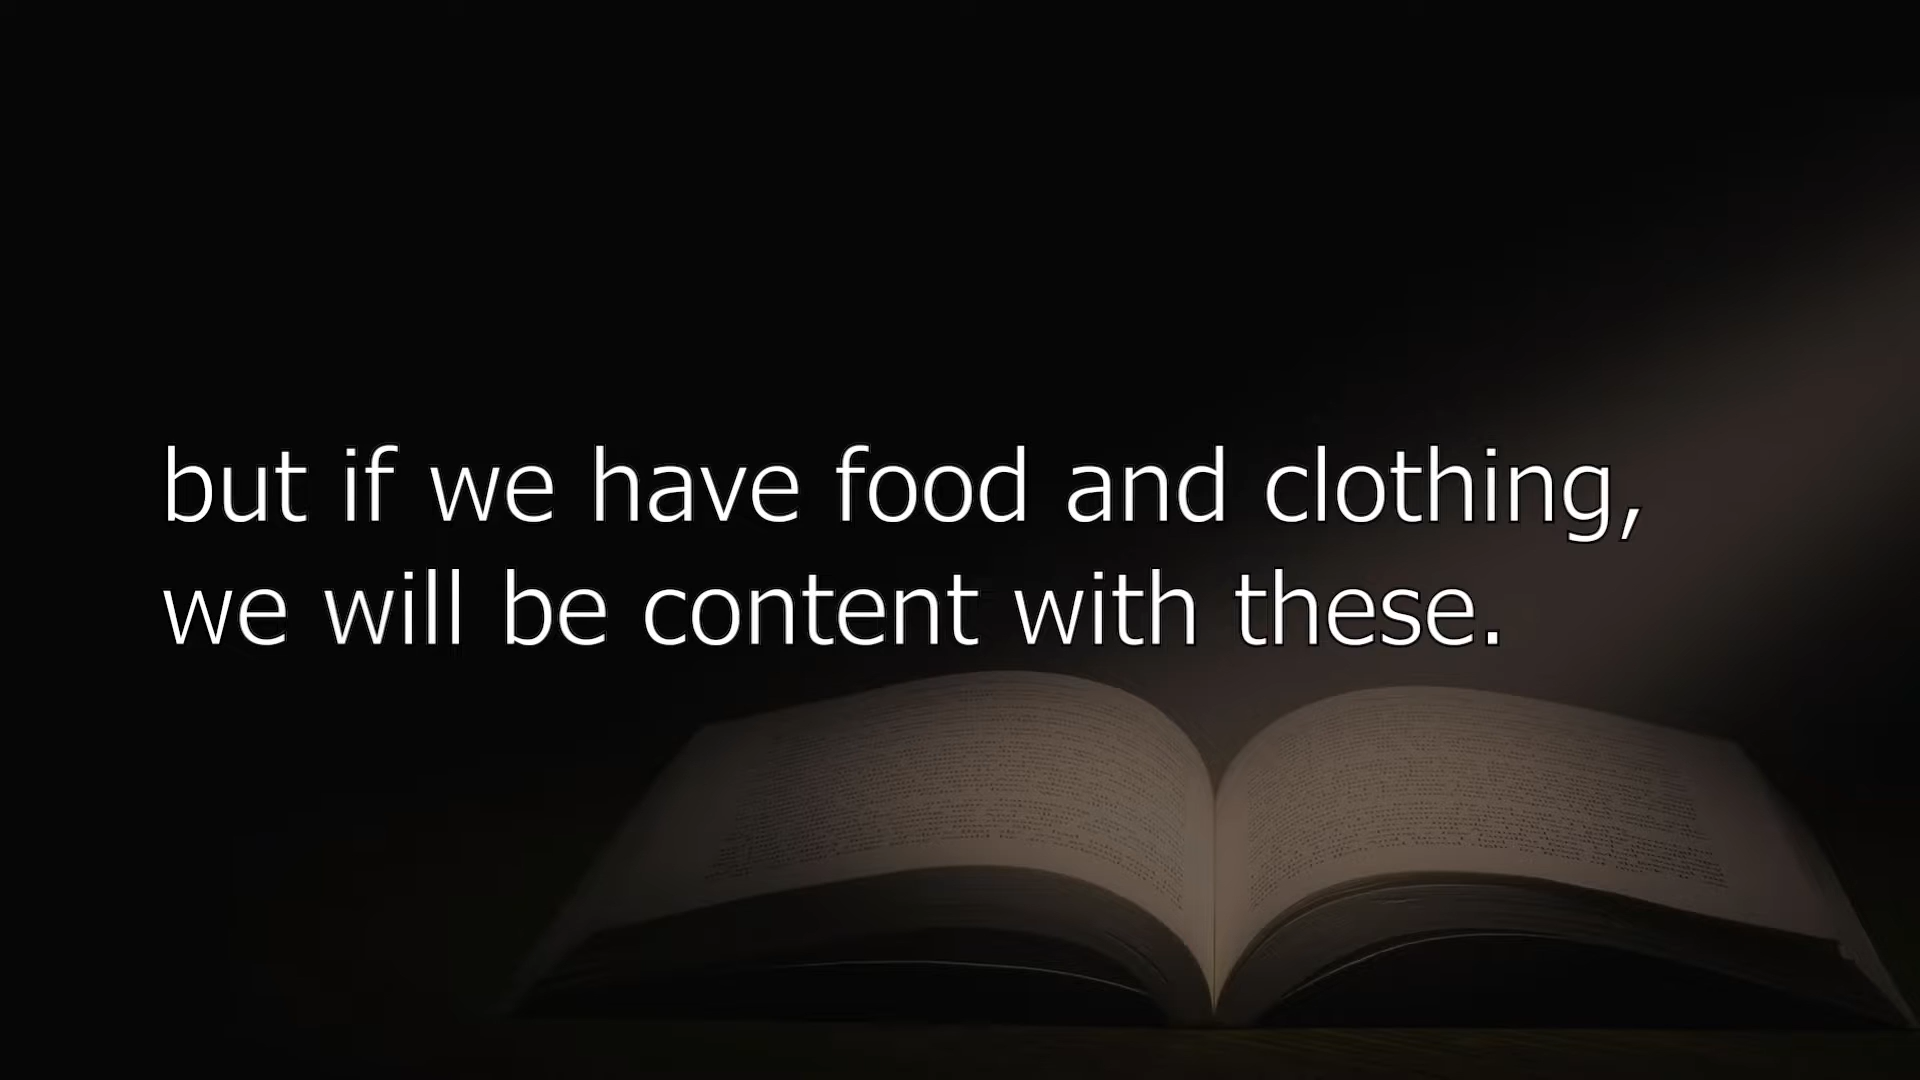 but if we have food and clothing,
we will be content with these.